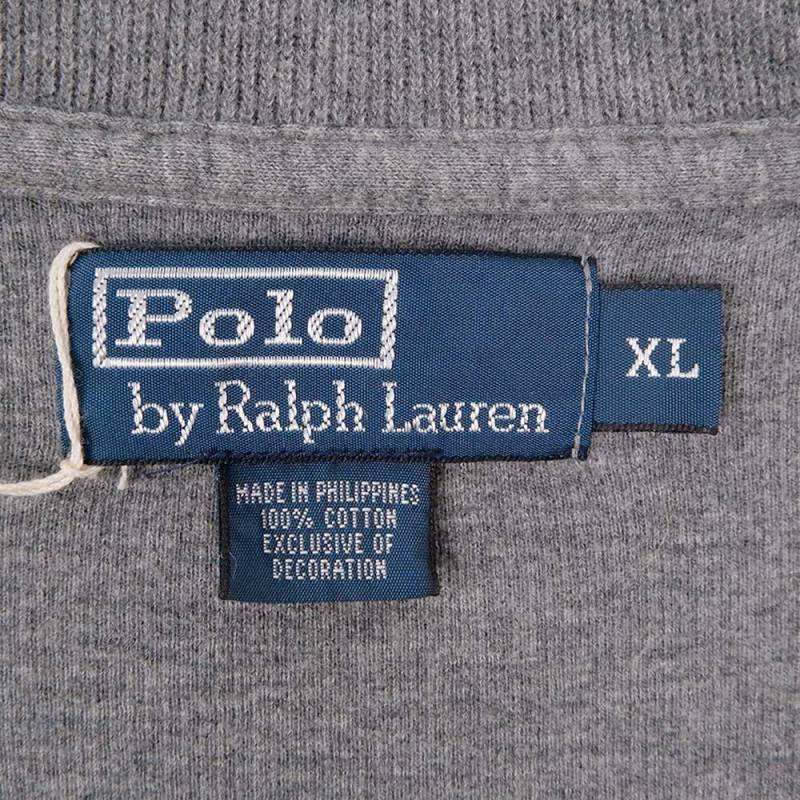 Polo
by Ralph Lauren
XL
MADE IN PHILIPPINES
100% COTTON
EXCLUSIVE OF
DECORATION